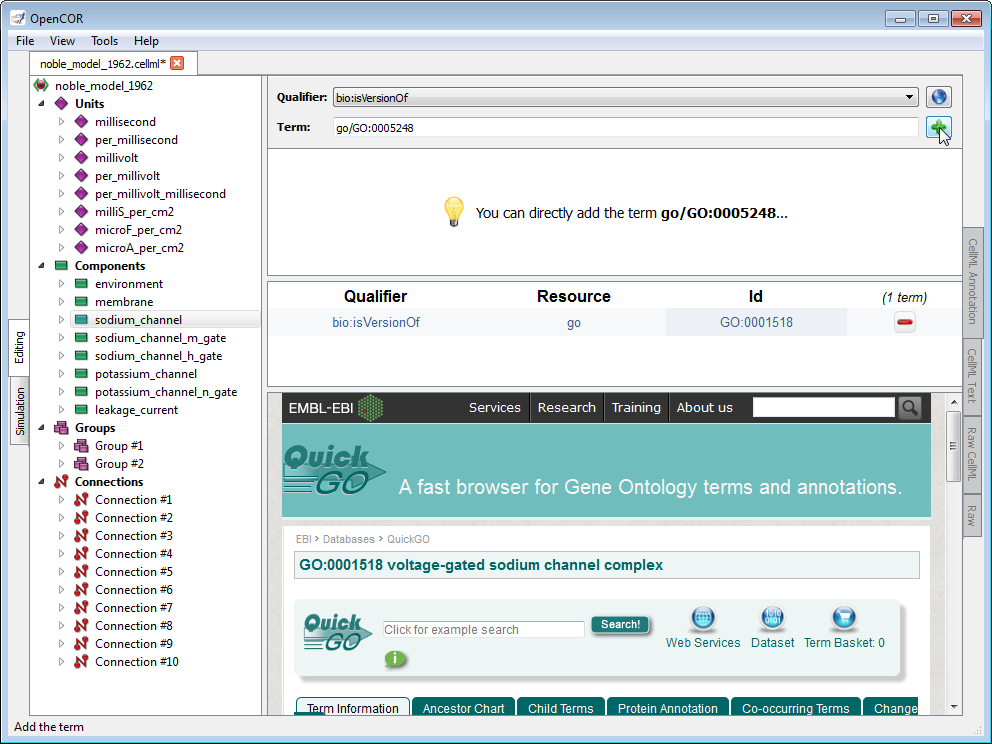 OpenCOR
File View Tools Help
noble_model_1962.cellml*
Editing
Simulation
noble_model_1962
Units
millisecond
per_millisecond
millivolt
per_millivolt
per_millivolt_millisecond
milliS_per_cm2
microF_per_cm2
microA_per_cm2
Components
environment
membrane
sodium_channel
sodium_channel_m_gate
sodium_channel_h_gate
potassium_channel
potassium_channel_n_gate
leakage_current
Groups
Group #1
Group #2
Connections
Connection #1
Connection #2
Connection #3
Connection #4
Connection #5
Connection #6
Connection #7
Connection #8
Connection #9
Connection #10
Qualifier: bio:isVersionOf
Term: go/GO:0005248
You can directly add the term go/GO:0005248...
Qualifier Resource Id (1 term)
bio:isVersionOf go GO:0001518
EMBL-EBI Services Research Training About us
Quick GO
A fast browser for Gene Ontology terms and annotations.
EBI > Databases > QuickGO
GO:0001518 voltage-gated sodium channel complex
Quick GO
Click for example search Search!
Web Services Dataset Term Basket: 0
Term Information Ancestor Chart Child Terms Protein Annotation Co-occurring Terms Change
CellML Annotation
CellML Text
Raw CellML
Raw
Add the term